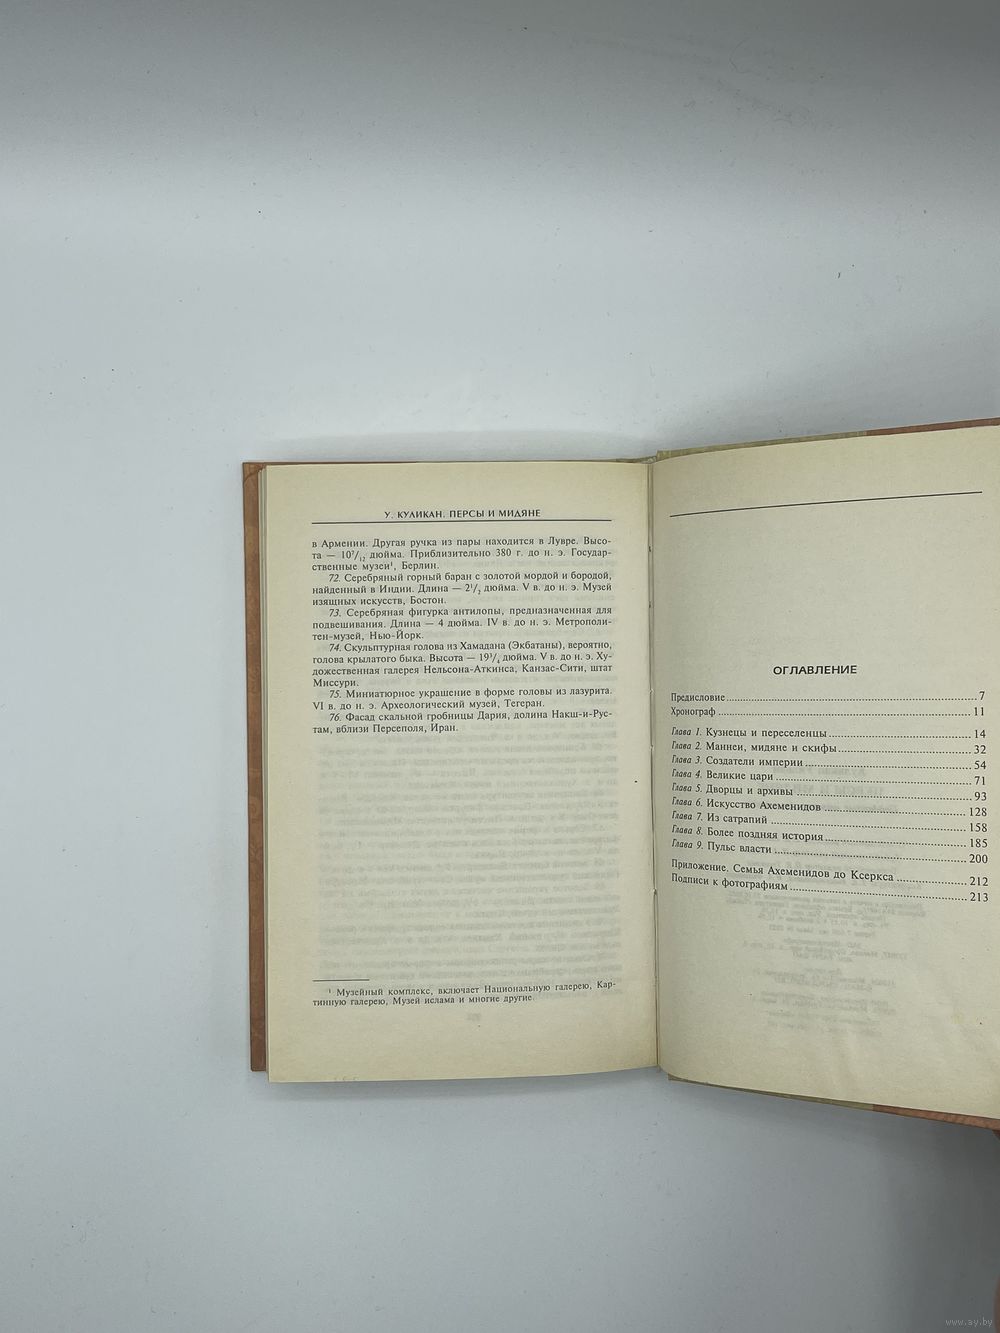 У. КУЛИКАН. ПЕРСЫ И МИДЯНЕ
в Армении. Другая ручка из пары находится в Лувре. Высо-
та — 10⁷/₁₂ дюйма. Приблизительно 380 г. до н. э. Государ-
ственные музеи¹, Берлин.
72. Серебряный горный баран с золотой мордой и бородой,
найденный в Индии. Длина — 2¹/₂ дюйма. V в. до н. э. Музей
изящных искусств, Бостон.
73. Серебряная фигурка антилопы, предназначенная для
подвешивания. Длина — 4 дюйма. IV в. до н. э. Метрополи-
тен-музей, Нью-Йорк.
74. Скульптурная голова из Хамадана (Экбатаны), вероятно,
голова крылатого быка. Высота — 19³/₄ дюйма. V в. до н. э. Ху-
дожественная галерея Нельсона-Аткинса, Канзас-Сити, штат
Миссури.
75. Миниатюрное украшение в форме головы из лазурита.
VI в. до н. э. Археологический музей, Тегеран.
76. Фасад скальной гробницы Дария, долина Накш-и-Рус-
там, вблизи Персеполя, Иран.
¹ Музейный комплекс, включает Национальную галерею, Кар-
тинную галерею, Музей ислама и многие другие.
ОГЛАВЛЕНИЕ
Предисловие 7
Хронограф 11
Глава 1. Кузнецы и переселенцы 14
Глава 2. Маннеи, мидяне и скифы 32
Глава 3. Создатели империи 54
Глава 4. Великие цари 71
Глава 5. Дворцы и архивы 93
Глава 6. Искусство Ахеменидов 128
Глава 7. Из сатрапий 158
Глава 8. Более поздняя история 185
Глава 9. Пульс власти 200
Приложение. Семья Ахеменидов до Ксеркса 212
Подписи к фотографиям 213
www.ay.by